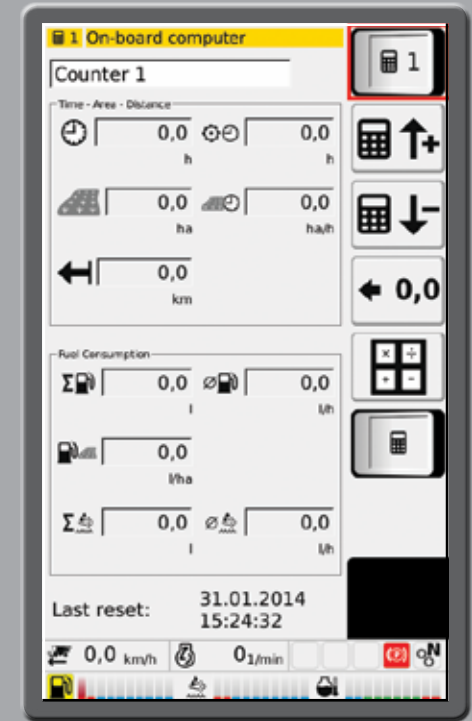 1 On-board computer
1
Counter 1
Time - Area - Distance
0,0 0,0
h h
0,0 0,0
ha ha/h
0,0
km
+
-
0,0
× ÷
+ -
Fuel Consumption
Σ 0,0 ⌀ 0,0
l l/h
0,0
l/ha
Σ 0,0 ⌀ 0,0
l l/h
Last reset: 31.01.2014
15:24:32
0,0 km/h 0 1/min (P) N